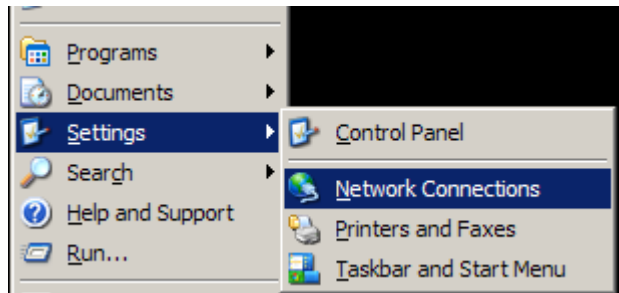 Programs
Documents
Settings
Search
Help and Support
Run...
Control Panel
Network Connections
Printers and Faxes
Taskbar and Start Menu